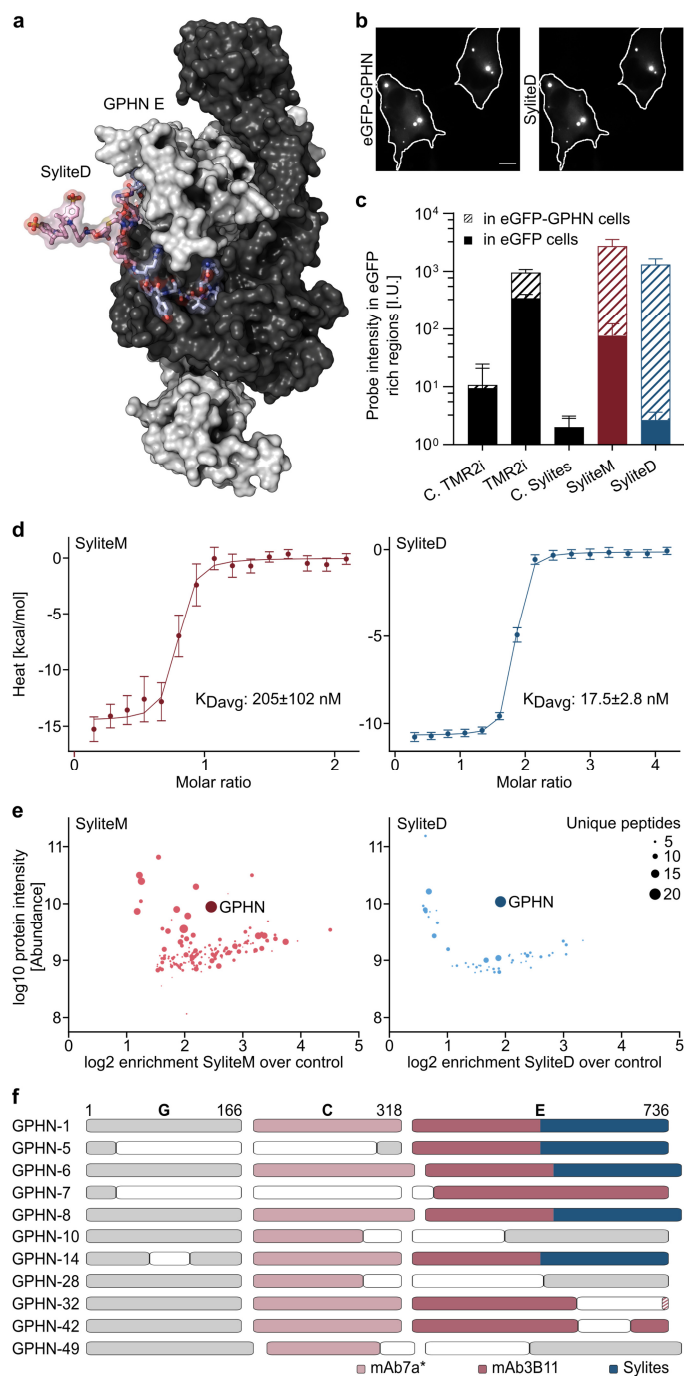 a
GPHN E
SyliteD
b
eGFP-GPHN
SyliteD
c
Probe intensity in eGFP
rich regions [I.U.]
10⁴
10³
10²
10¹
10⁰
in eGFP-GPHN cells
in eGFP cells
C. TMR2i
TMR2i
C. Sylites
SyliteM
SyliteD
d
SyliteM
Heat [kcal/mol]
0
-5
-10
-15
KDavg: 205±102 nM
0 1 2
Molar ratio
SyliteD
0
-5
-10
KDavg: 17.5±2.8 nM
0 1 2 3 4
Molar ratio
e
SyliteM
log10 protein intensity
[Abundance]
11
10
9
8
GPHN
0 1 2 3 4 5
log2 enrichment SyliteM over control
SyliteD
Unique peptides
5
10
15
20
11
10
9
8
GPHN
0 1 2 3 4 5
log2 enrichment SyliteD over control
f
1 G 166 C 318 E 736
GPHN-1
GPHN-5
GPHN-6
GPHN-7
GPHN-8
GPHN-10
GPHN-14
GPHN-28
GPHN-32
GPHN-42
GPHN-49
mAb7a* mAb3B11 Sylites